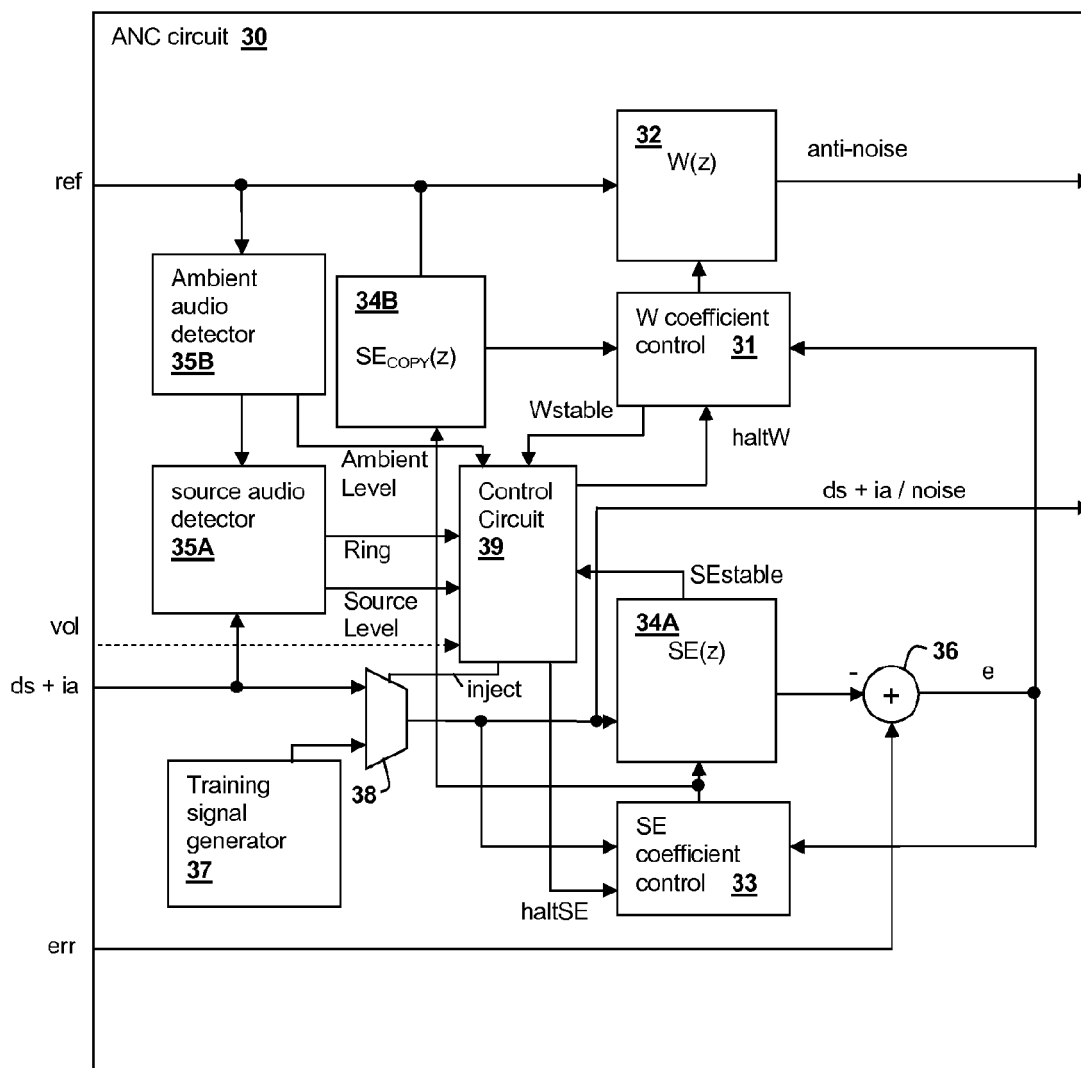 ANC circuit 30
32
W(z)
anti-noise
ref
Ambient
audio
detector
35B
34B
SECOPY(z)
W coefficient
control 31
Wstable
haltW
Ambient
Level
source audio
detector
35A
Control
Circuit
39
ds + ia / noise
Ring
SEstable
Source
Level
vol
34A
SE(z)
36
-
+
e
ds + ia
inject
38
Training
signal
generator
37
SE
coefficient
control 33
haltSE
err